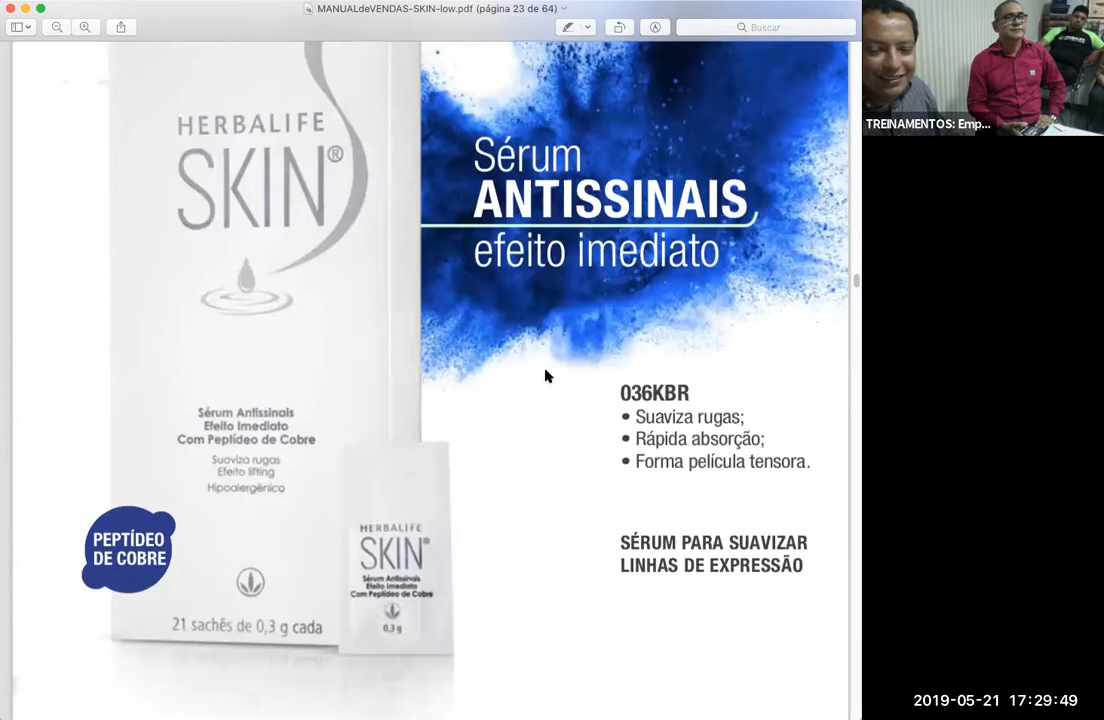 MANUALdeVENDAS-SKIN-low.pdf (página 23 de 64)
Buscar
TREINAMENTOS: Emp...
HERBALIFE
SKIN®
Sérum
ANTISSINAIS
efeito imediato
036KBR
• Suaviza rugas;
• Rápida absorção;
• Forma película tensora.
Sérum Antissinais
Efeito Imediato
Com Peptídeo de Cobre
Suaviza rugas
Efeito lifting
Hipoalergênico
PEPTÍDEO
DE COBRE
HERBALIFE
SKIN®
Sérum Antissinais
Efeito Imediato
Com Peptídeo de Cobre
0,3 g
21 sachês de 0,3 g cada
SÉRUM PARA SUAVIZAR
LINHAS DE EXPRESSÃO
2019-05-21 17:29:49